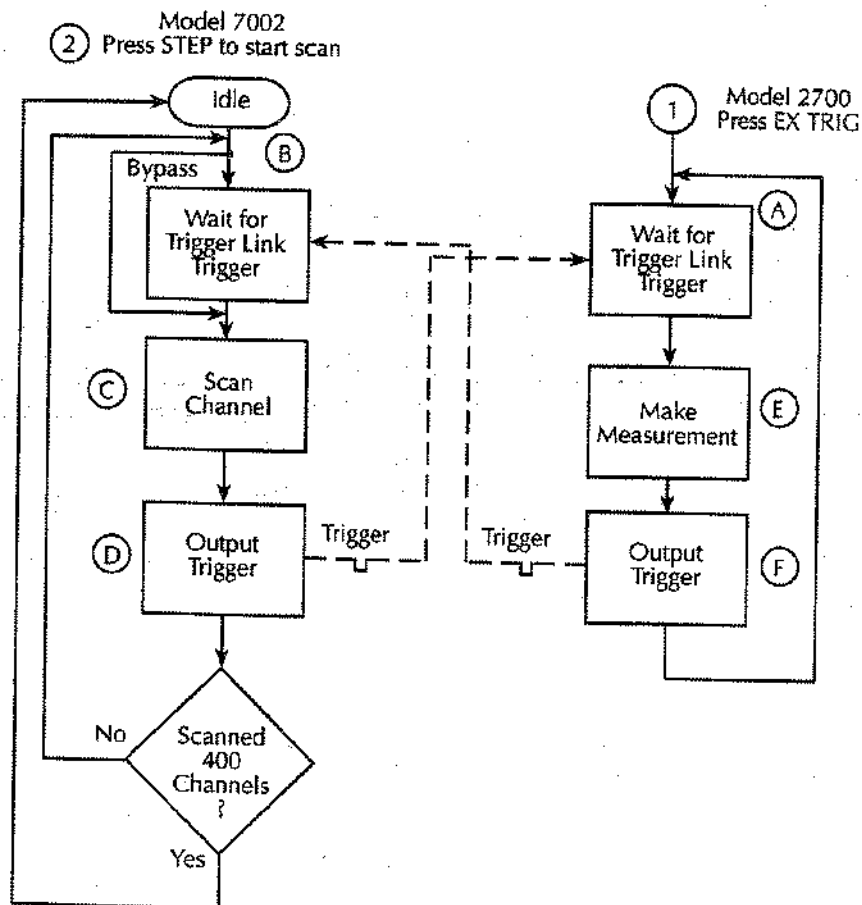 Model 7002
2 Press STEP to start scan
Idle
B
Bypass
Wait for
Trigger Link
Trigger
C
Scan
Channel
D
Output
Trigger
Trigger
No
Scanned
400
Channels
?
Yes
1
Model 2700
Press EX TRIG
A
Wait for
Trigger Link
Trigger
Make
Measurement
E
Trigger
Output
Trigger
F